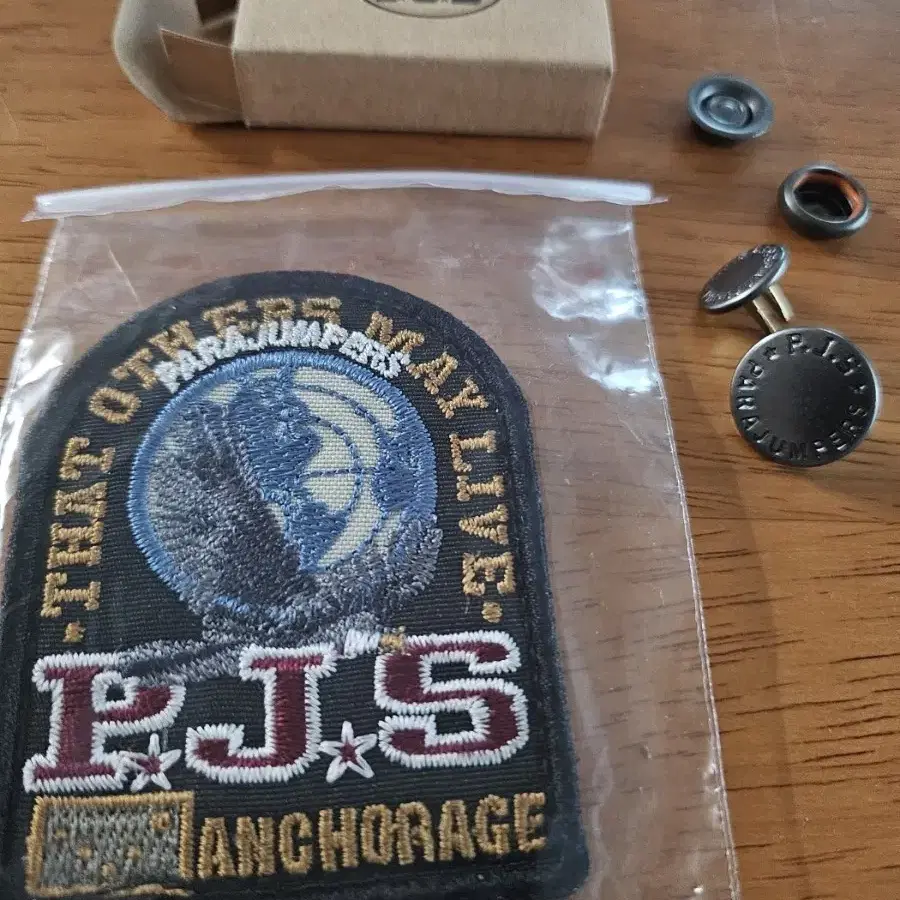 ·THAT OTHERS MAY LIVE·
PARAJUMPERS
P.J.S
ANCHORAGE
P.J.S
PARAJUMPERS